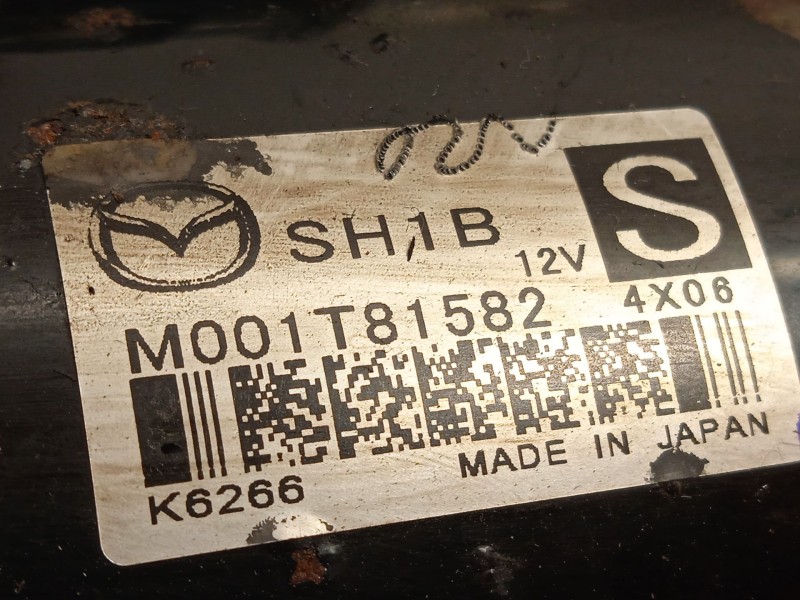 SH1B
12V
S
M001T81582
4X06
K6266
MADE IN JAPAN